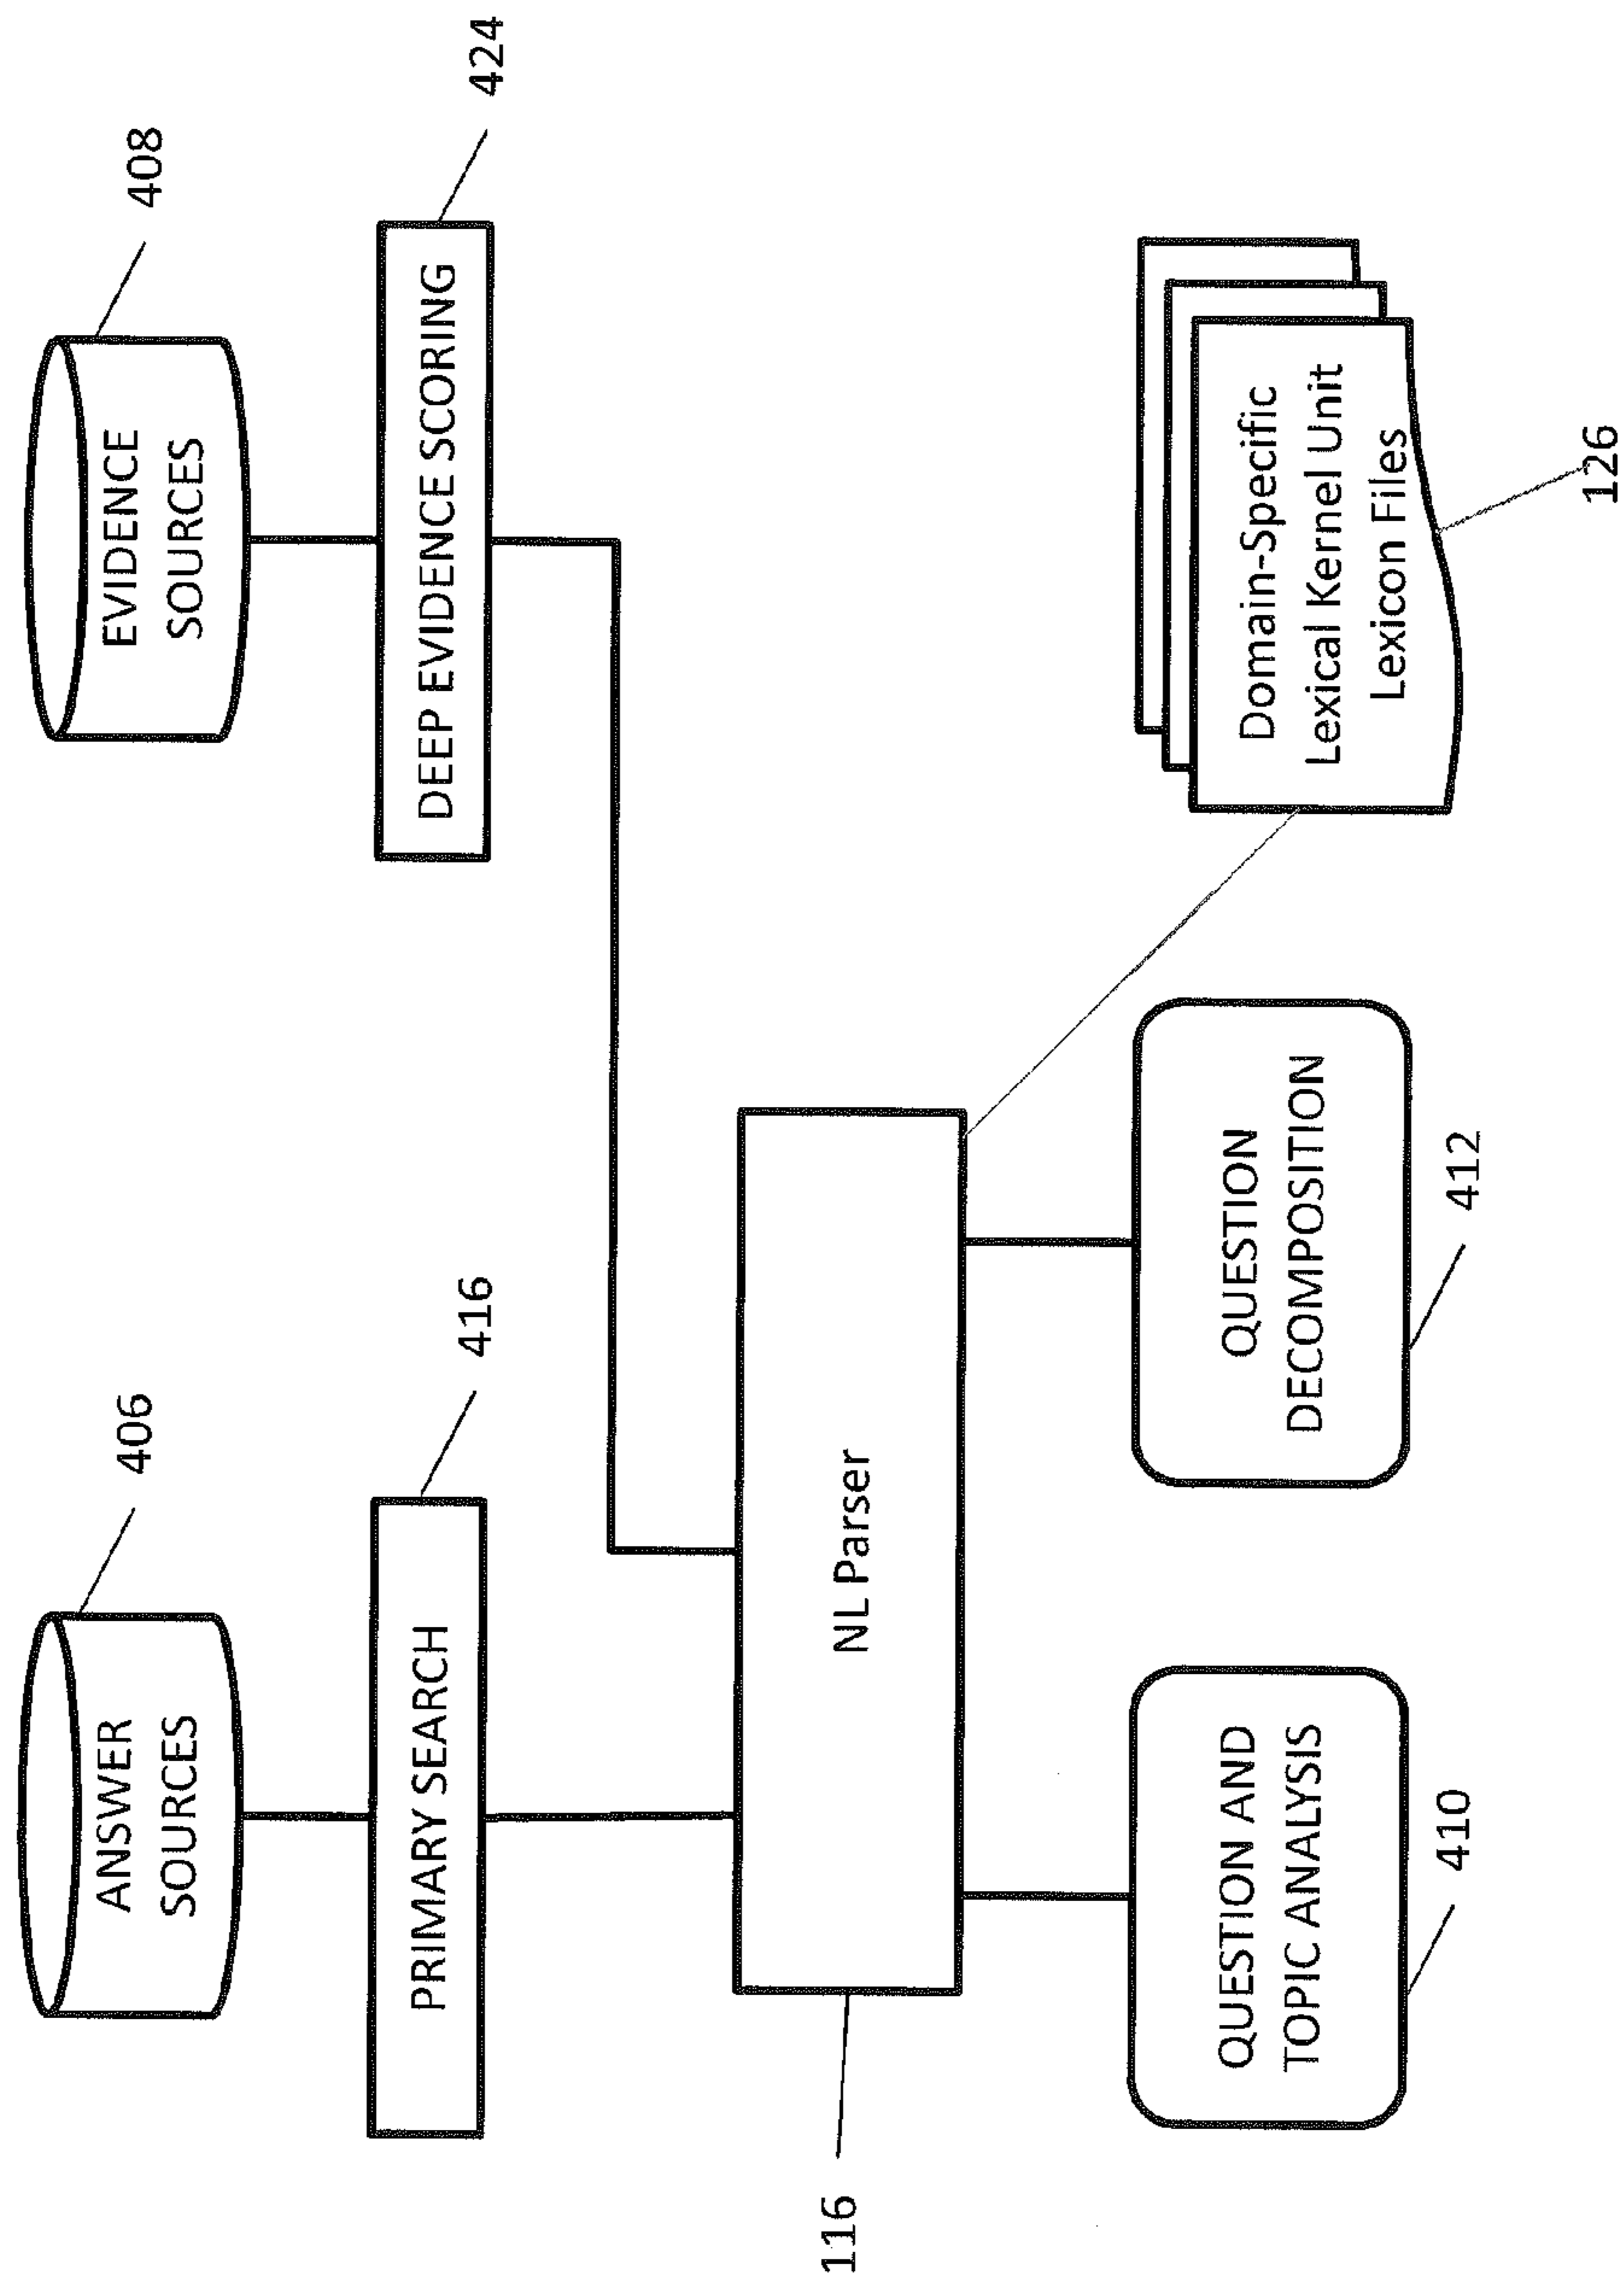 406
ANSWER
SOURCES
408
EVIDENCE
SOURCES
416
PRIMARY SEARCH
424
DEEP EVIDENCE SCORING
116
NL Parser
QUESTION AND
TOPIC ANALYSIS
410
QUESTION
DECOMPOSITION
412
Domain-Specific
Lexical Kernel Unit
Lexicon Files
126